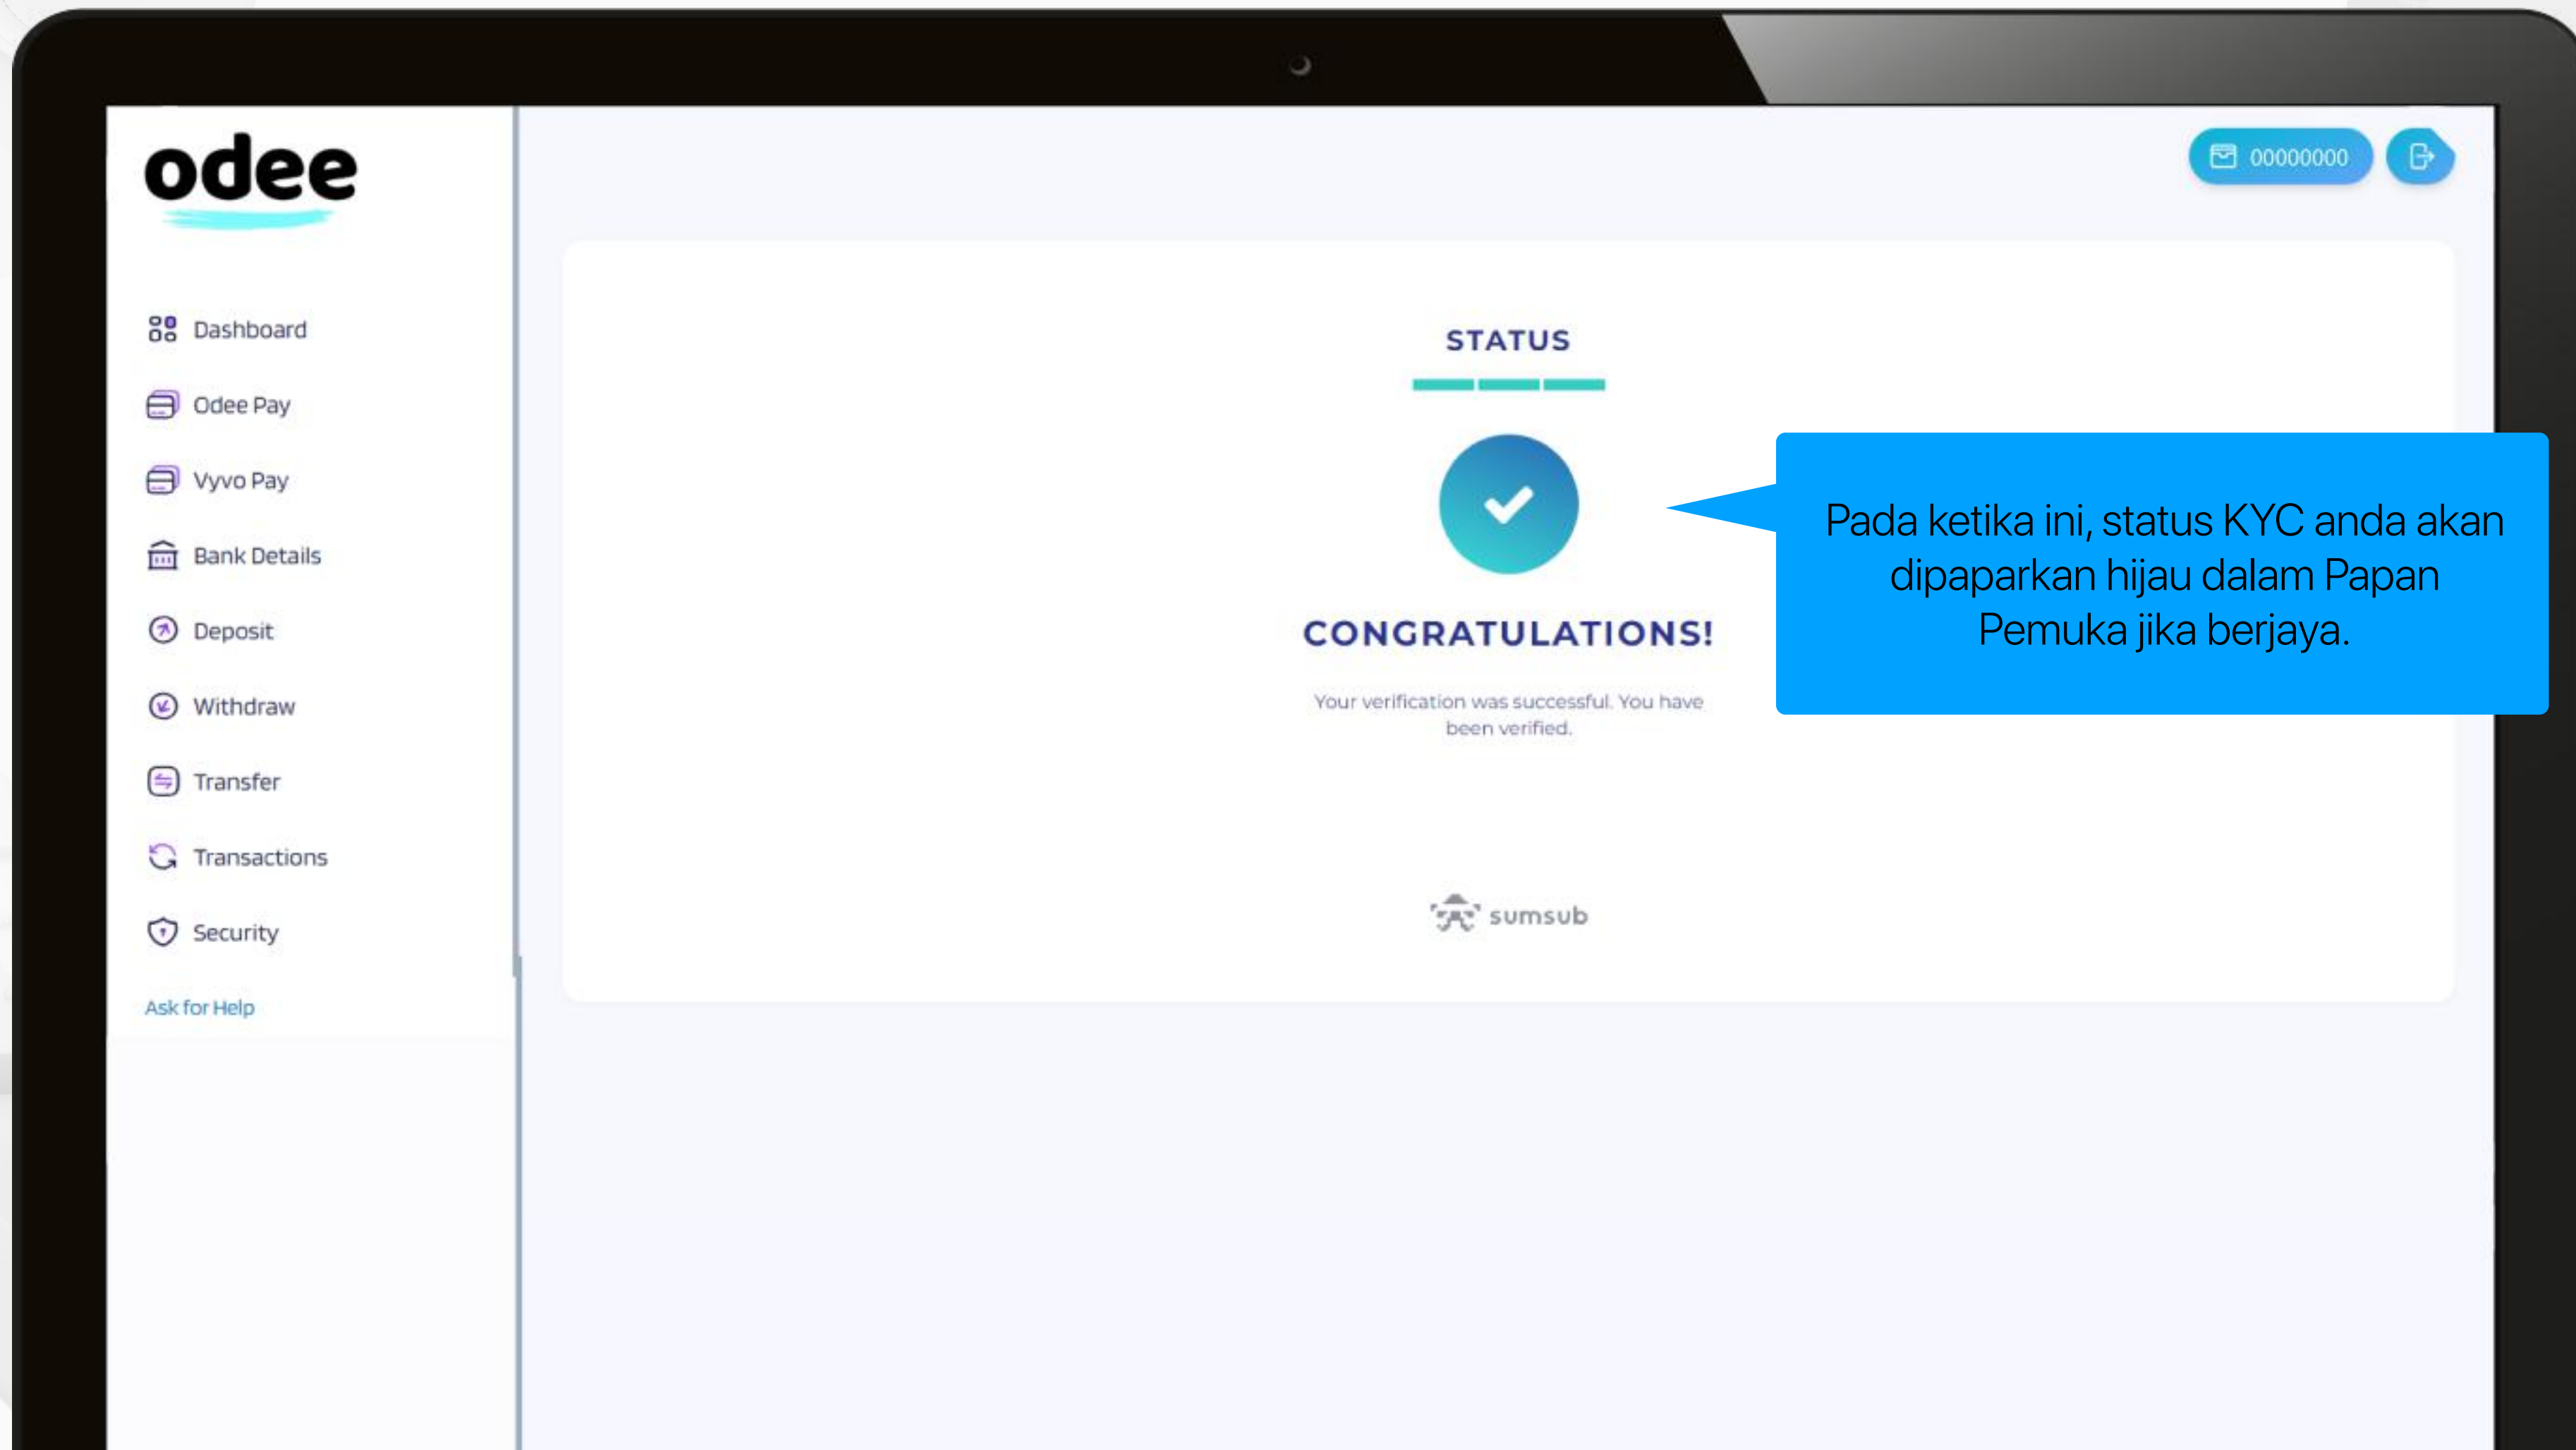 odee
00000000
Dashboard
Odee Pay
Vyvo Pay
Bank Details
Deposit
Withdraw
Transfer
Transactions
Security
Ask for Help
STATUS
CONGRATULATIONS!
Your verification was successful. You have
been verified.
sumsub
Pada ketika ini, status KYC anda akan
dipaparkan hijau dalam Papan
Pemuka jika berjaya.